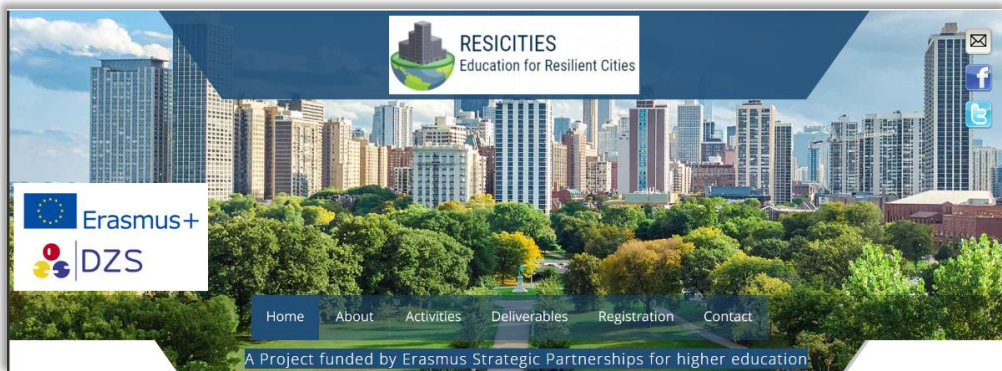 RESICITIES
Education for Resilient Cities
Erasmus+
DZS
Home About Activities Deliverables Registration Contact
A Project funded by Erasmus Strategic Partnerships for higher education